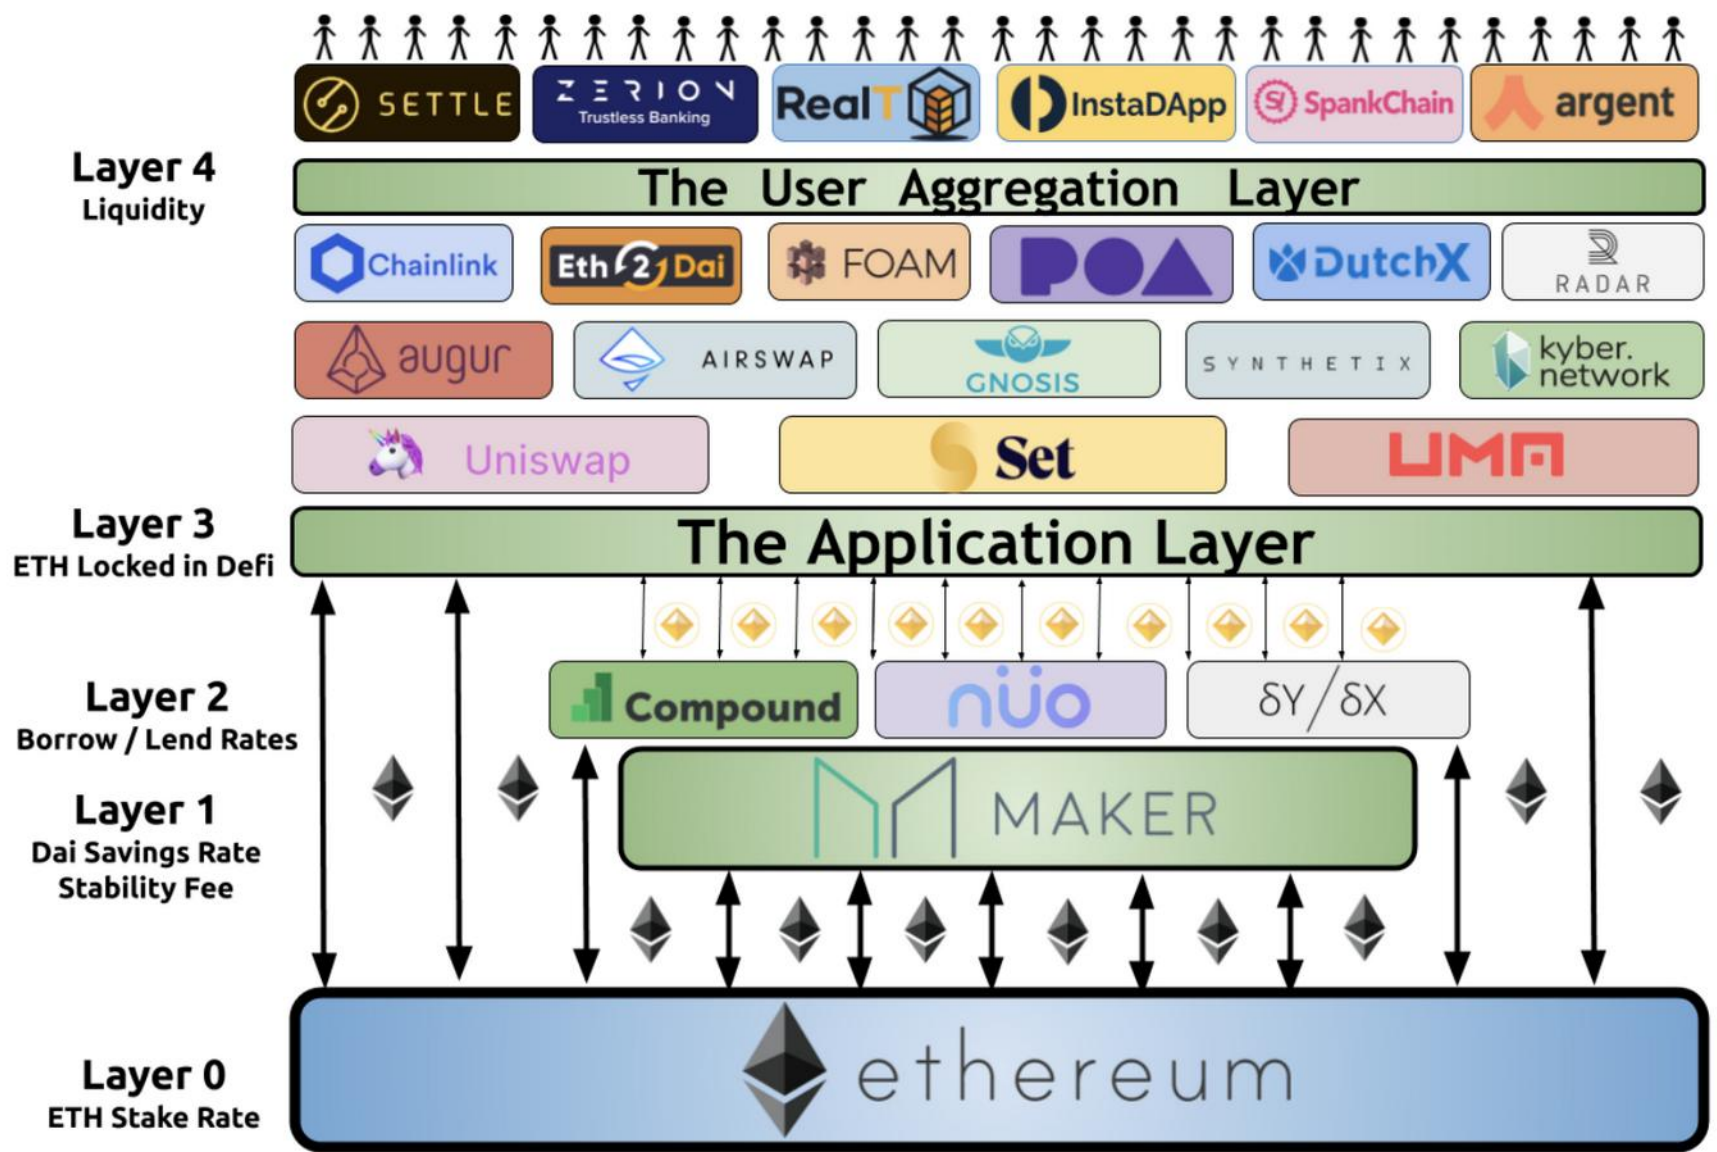 SETTLE
ZERION
Trustless Banking
RealT
InstaDApp
SpankChain
argent
Layer 4
Liquidity
The User Aggregation Layer
Chainlink
Eth2Dai
FOAM
POA
DutchX
RADAR
augur
AIRSWAP
GNOSIS
SYNTHETIX
kyber.
network
Uniswap
Set
UMA
Layer 3
ETH Locked in Defi
The Application Layer
Layer 2
Borrow / Lend Rates
Compound
nüo
δY/δX
Layer 1
Dai Savings Rate
Stability Fee
MAKER
Layer 0
ETH Stake Rate
ethereum